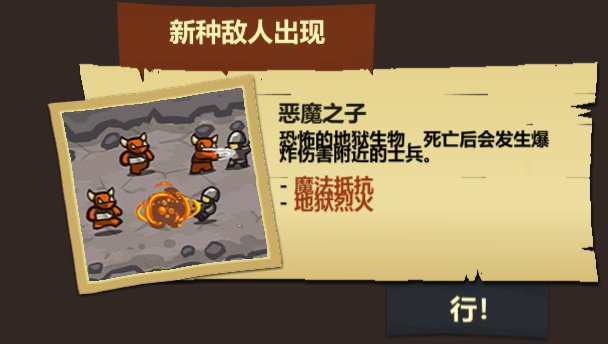 新种敌人出现
恶魔之子
恐怖的地狱生物，死亡后会发生爆
炸伤害附近的士兵。
- 魔法抵抗
- 地狱烈火
行!